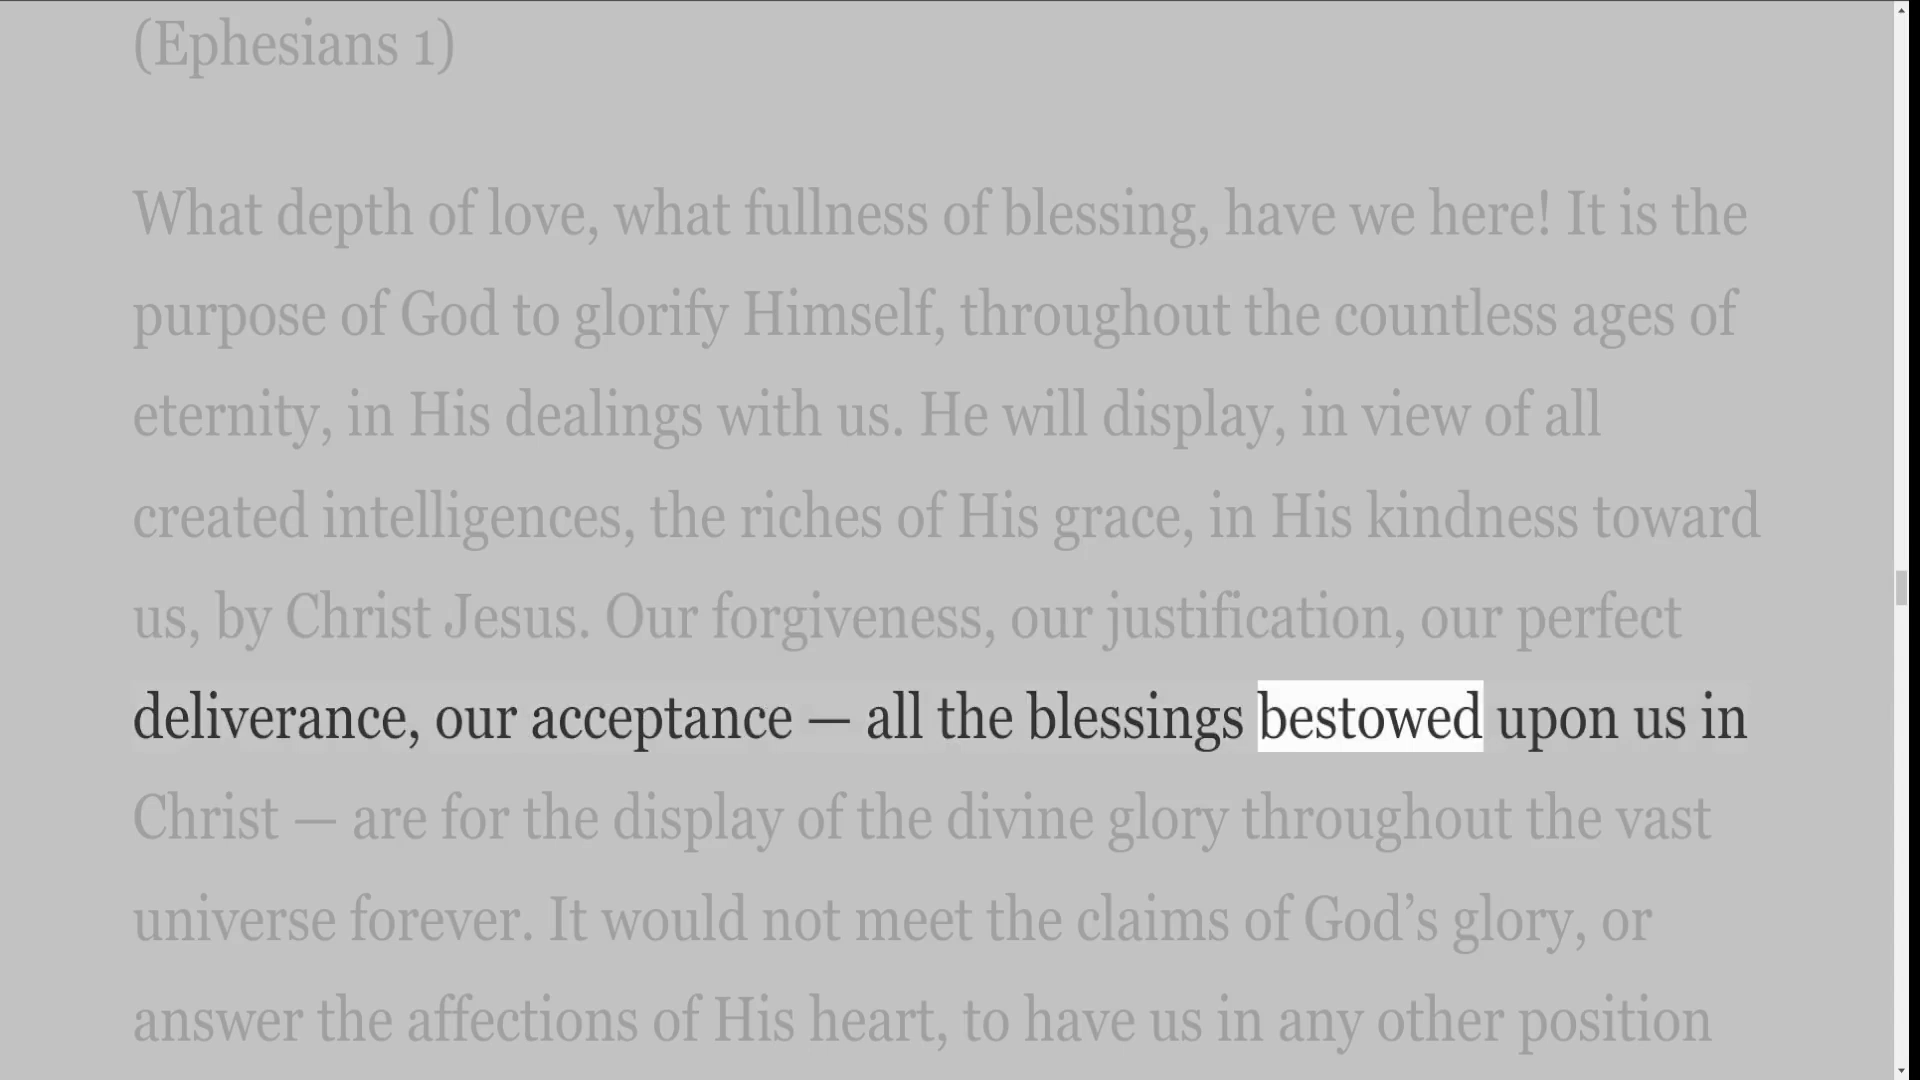 (Ephesians 1)
What depth of love, what fullness of blessing, have we here! It is the
purpose of God to glorify Himself, throughout the countless ages of
eternity, in His dealings with us. He will display, in view of all
created intelligences, the riches of His grace, in His kindness toward
us, by Christ Jesus. Our forgiveness, our justification, our perfect
deliverance, our acceptance — all the blessings bestowed upon us in
Christ — are for the display of the divine glory throughout the vast
universe forever. It would not meet the claims of God’s glory, or
answer the affections of His heart, to have us in any other position